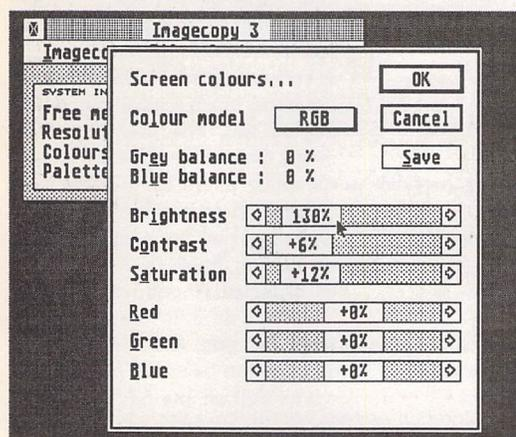 Imagecopy 3
Imagecc
SYSTEM IN
Free me
Resolut
Colours
Palette
Screen colours...
OK
Colour model
RGB
Cancel
Grey balance : 0 %
Blue balance : 0 %
Save
Brightness 130%
Contrast +6%
Saturation +12%
Red +0%
Green +0%
Blue +0%